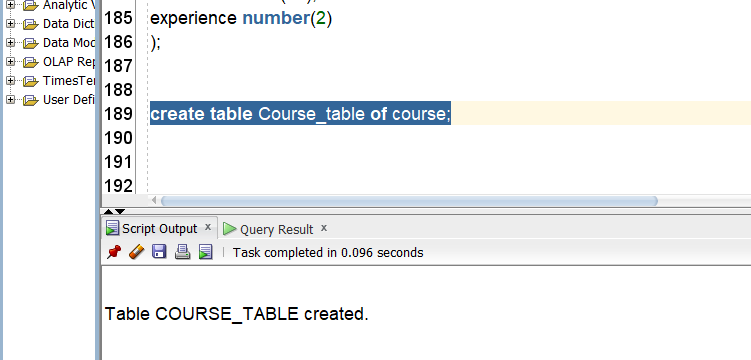 Analytic V
Data Dict
Data Moc
OLAP Rep
TimesTer
User Defi
185 experience number(2)
186 );
187
188
189 create table Course_table of course;
190
191
192
Script Output x Query Result x
Task completed in 0.096 seconds
Table COURSE_TABLE created.